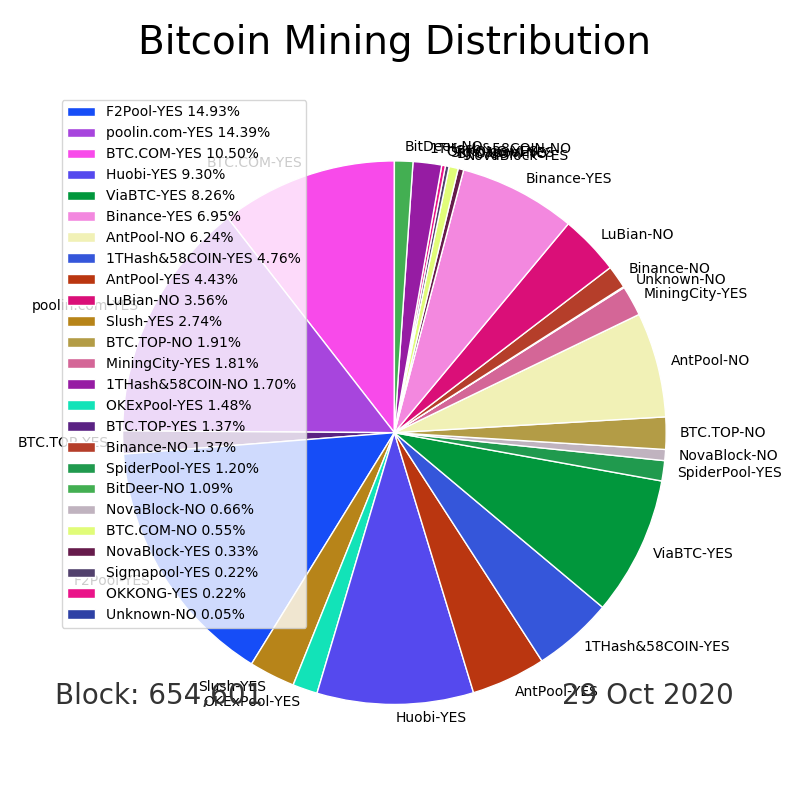 Bitcoin Mining Distribution
F2Pool-YES 14.93%
poolin.com-YES 14.39%
BTC.COM-YES 10.50%
Huobi-YES 9.30%
ViaBTC-YES 8.26%
Binance-YES 6.95%
AntPool-NO 6.24%
1THash&58COIN-YES 4.76%
AntPool-YES 4.43%
LuBian-NO 3.56%
Slush-YES 2.74%
BTC.TOP-NO 1.91%
MiningCity-YES 1.81%
1THash&58COIN-NO 1.70%
OKExPool-YES 1.48%
BTC.TOP-YES 1.37%
Binance-NO 1.37%
SpiderPool-YES 1.20%
BitDeer-NO 1.09%
NovaBlock-NO 0.66%
BTC.COM-NO 0.55%
NovaBlock-YES 0.33%
Sigmapool-YES 0.22%
OKKONG-YES 0.22%
Unknown-NO 0.05%
BTC.COM-YES
poolin.com-YES
BTC.TOP-YES
F2Pool-YES
BitDeer-NO
1THash&58COIN-NO
NovaBlock-YES
Binance-YES
LuBian-NO
Binance-NO
Unknown-NO
MiningCity-YES
AntPool-NO
BTC.TOP-NO
NovaBlock-NO
SpiderPool-YES
ViaBTC-YES
1THash&58COIN-YES
AntPool-YES
Huobi-YES
OKExPool-YES
Slush-YES
Block: 654,601
29 Oct 2020